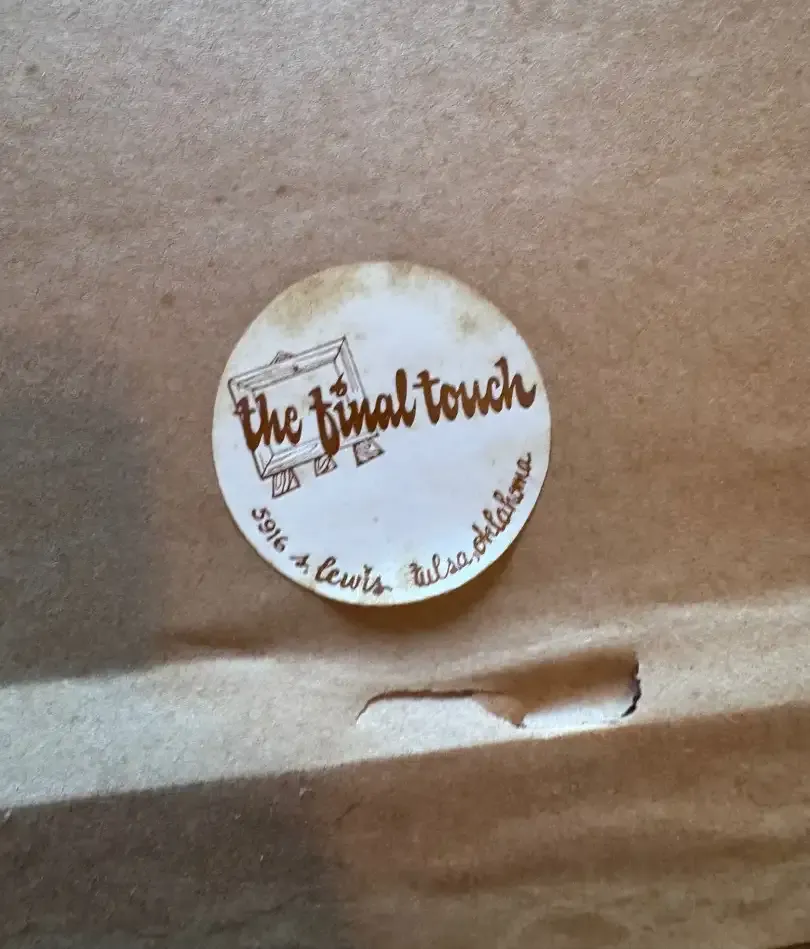 the final touch
5916 s. lewis tulsa, oklahoma